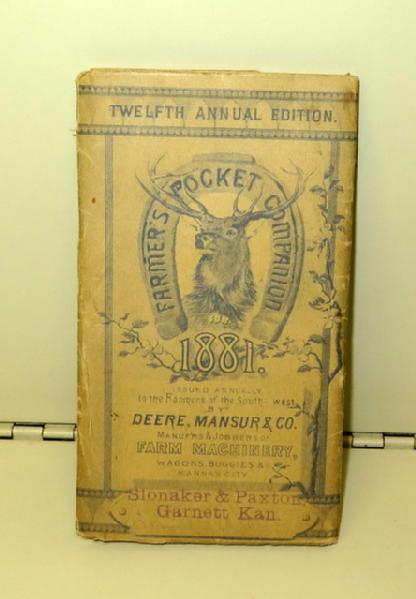 TWELFTH ANNUAL EDITION.
FARMER'S POCKET COMPANION
1881.
ISSUED ANNUALLY
to the Farmers of the South-West
BY
DEERE, MANSUR & CO.
MANUF'RS & JOBBERS OF
FARM MACHINERY,
WAGONS, BUGGIES &
KANSAS CITY
Slonaker & Paxton,
Garnett Kan.